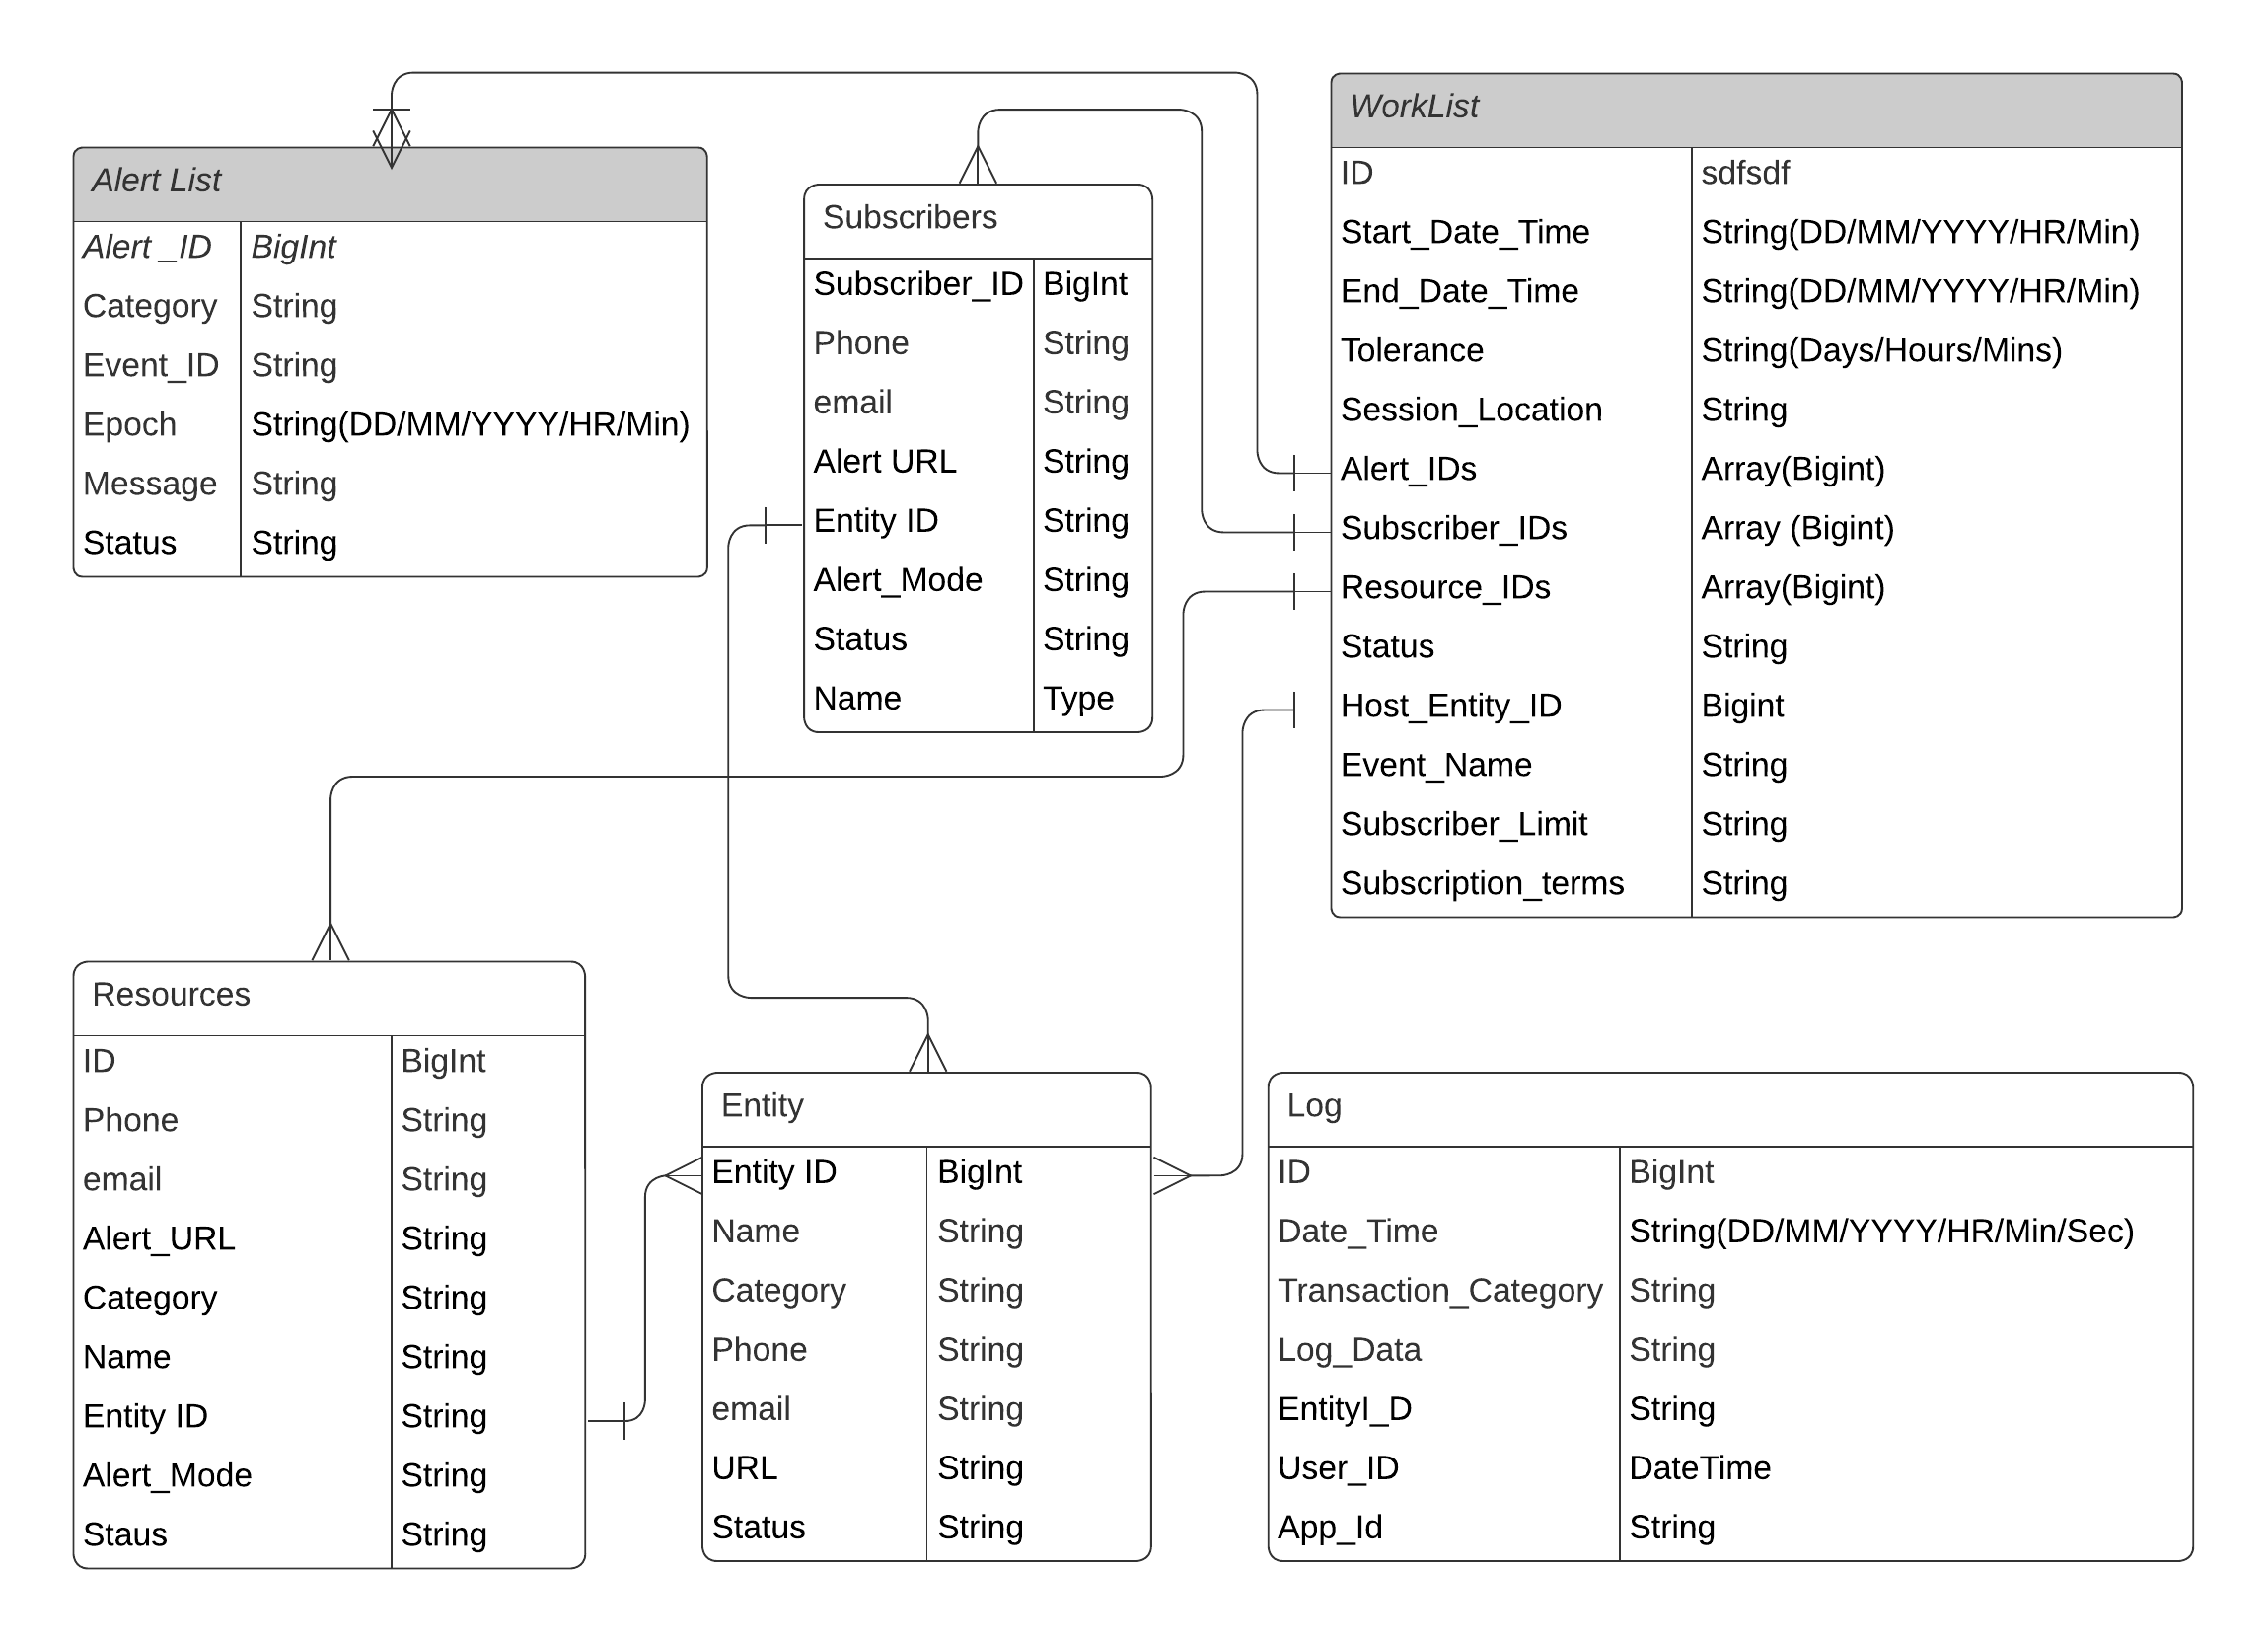 Alert List
Alert _ID BigInt
Category String
Event_ID String
Epoch String(DD/MM/YYYY/HR/Min)
Message String
Status String
Subscribers
Subscriber_ID BigInt
Phone String
email String
Alert URL String
Entity ID String
Alert_Mode String
Status String
Name Type
WorkList
ID sdfsdf
Start_Date_Time String(DD/MM/YYYY/HR/Min)
End_Date_Time String(DD/MM/YYYY/HR/Min)
Tolerance String(Days/Hours/Mins)
Session_Location String
Alert_IDs Array(Bigint)
Subscriber_IDs Array (Bigint)
Resource_IDs Array(Bigint)
Status String
Host_Entity_ID Bigint
Event_Name String
Subscriber_Limit String
Subscription_terms String
Resources
ID BigInt
Phone String
email String
Alert_URL String
Category String
Name String
Entity ID String
Alert_Mode String
Staus String
Entity
Entity ID BigInt
Name String
Category String
Phone String
email String
URL String
Status String
Log
ID BigInt
Date_Time String(DD/MM/YYYY/HR/Min/Sec)
Transaction_Category String
Log_Data String
EntityI_D String
User_ID DateTime
App_Id String